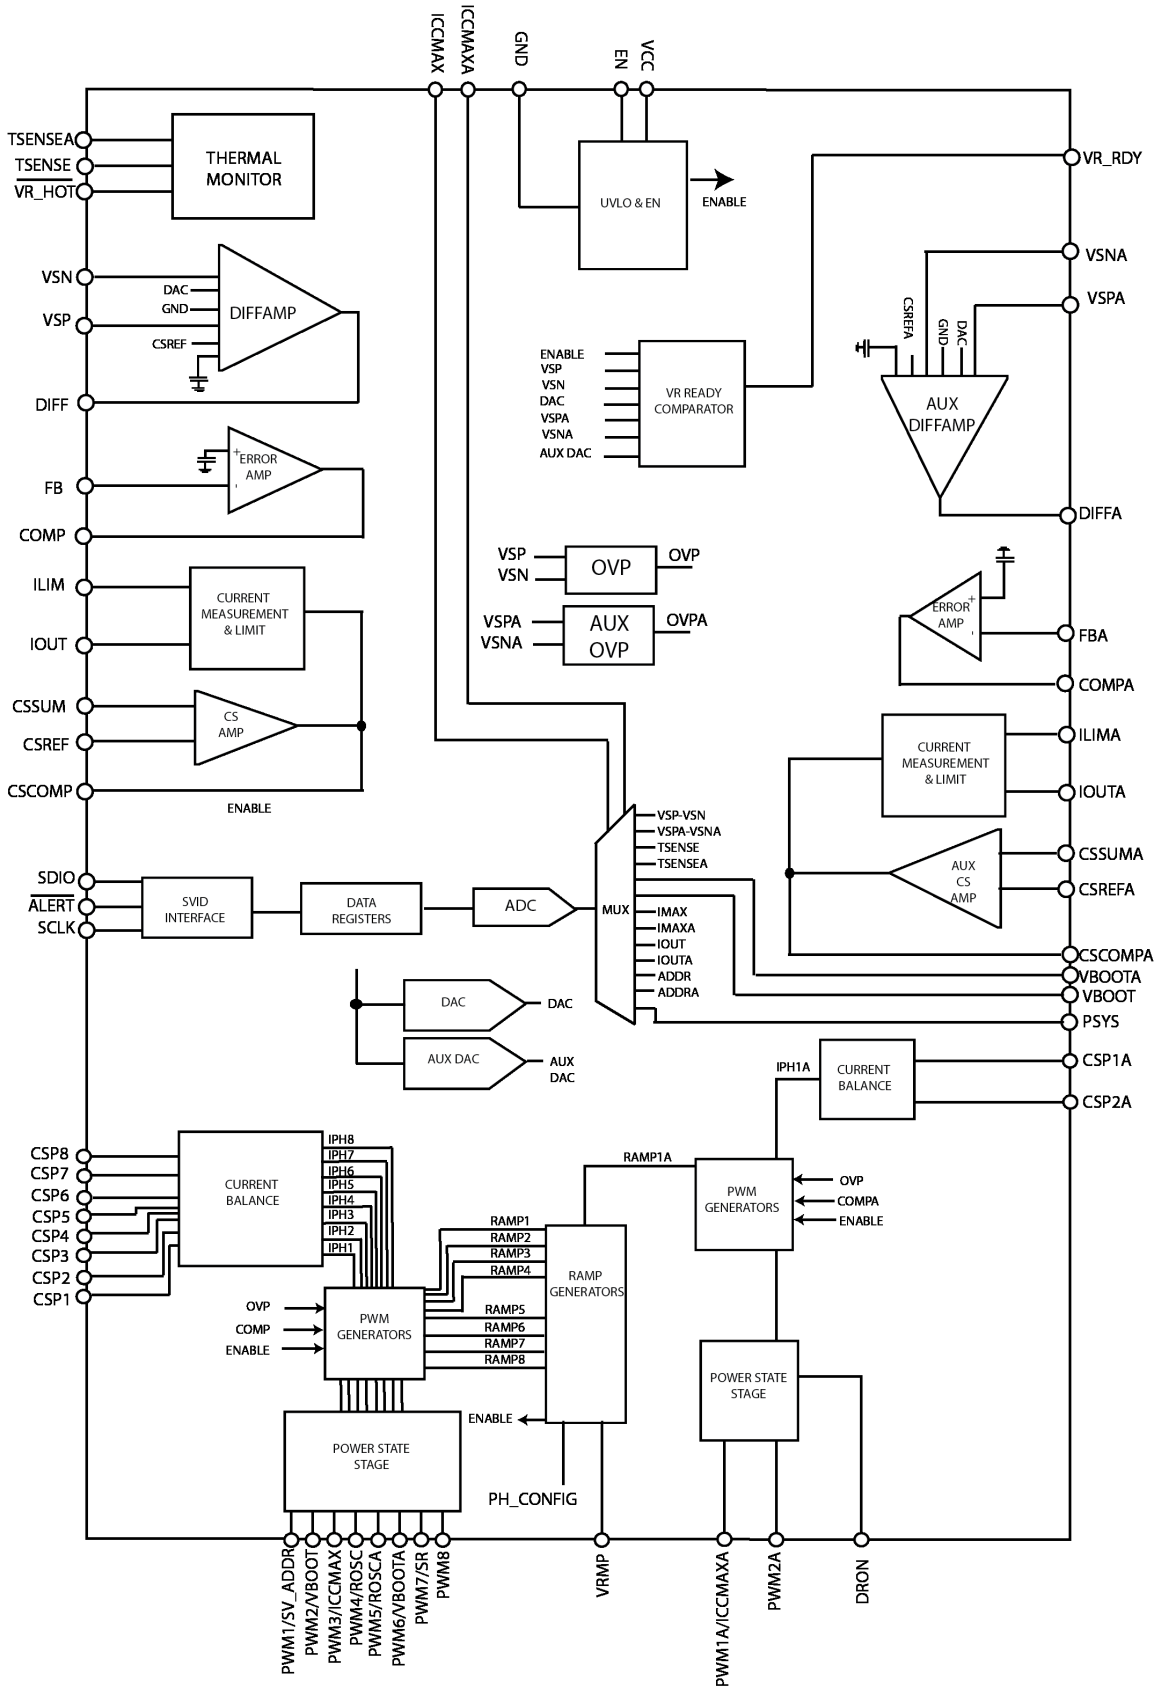 ICCMAX
ICCMAXA
GND
EN
VCC
TSENSEA
TSENSE
VR_HOT
THERMAL
MONITOR
UVLO & EN
ENABLE
VR_RDY
VSN
DAC
GND
VSP
CSREF
DIFFAMP
DIFF
ENABLE
VSP
VSN
DAC
VSPA
VSNA
AUX DAC
VR READY
COMPARATOR
VSNA
VSPA
CSREFA
GND
DAC
AUX
DIFFAMP
DIFFA
+
ERROR
AMP
-
FB
COMP
VSP
VSN
OVP
OVP
VSPA
VSNA
AUX
OVP
OVPA
ERROR
AMP
+
-
FBA
COMPA
ILIM
IOUT
CURRENT
MEASUREMENT
& LIMIT
CSSUM
CSREF
CS
AMP
CSCOMP
ENABLE
CURRENT
MEASUREMENT
& LIMIT
ILIMA
IOUTA
AUX
CS
AMP
CSSUMA
CSREFA
CSCOMPA
VBOOTA
VBOOT
PSYS
SDIO
ALERT
SCLK
SVID
INTERFACE
DATA
REGISTERS
ADC
MUX
VSP-VSN
VSPA-VSNA
TSENSE
TSENSEA
IMAX
IMAXA
IOUT
IOUTA
ADDR
ADDRA
DAC
DAC
AUX DAC
AUX
DAC
IPH1A
CURRENT
BALANCE
CSP1A
CSP2A
CSP8
CSP7
CSP6
CSP5
CSP4
CSP3
CSP2
CSP1
CURRENT
BALANCE
IPH8
IPH7
IPH6
IPH5
IPH4
IPH3
IPH2
IPH1
RAMP1A
PWM
GENERATORS
OVP
COMPA
ENABLE
RAMP1
RAMP2
RAMP3
RAMP4
RAMP5
RAMP6
RAMP7
RAMP8
RAMP
GENERATORS
OVP
COMP
ENABLE
PWM
GENERATORS
POWER STATE
STAGE
ENABLE
PH_CONFIG
POWER STATE
STAGE
PWM1/SV_ADDR
PWM2/VBOOT
PWM3/ICCMAX
PWM4/ROSC
PWM5/ROSCA
PWM6/VBOOTA
PWM7/SR
PWM8
VRMP
PWM1A/ICCMAXA
PWM2A
DRON